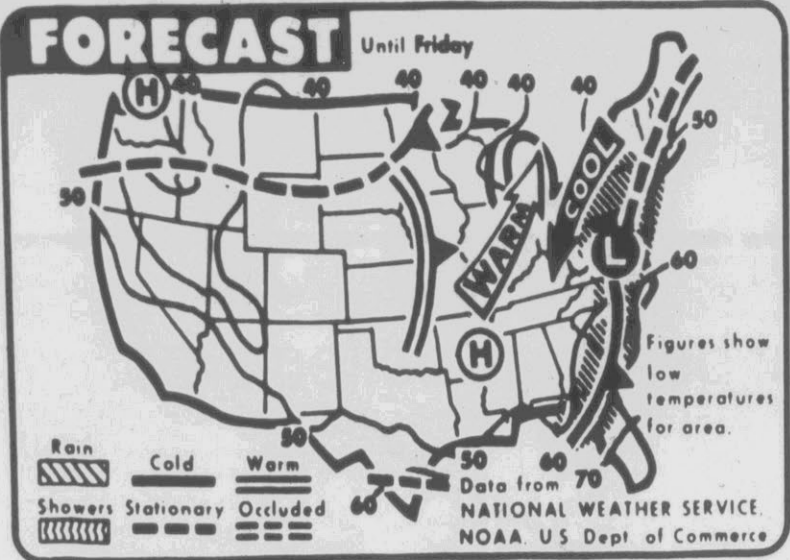 FORECAST Until Friday
H 40 40 40 40 40 40
Z
50
COOL
50
WARM
L
60
H
Figures show
low
temperatures
for area.
50
50
60
70
60
Rain Cold Warm
Showers Stationary Occluded
Data from
NATIONAL WEATHER SERVICE,
NOAA, U S Dept. of Commerce